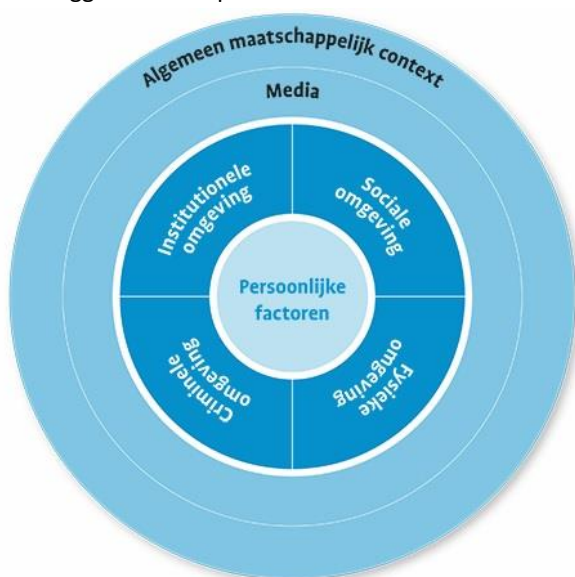 Algemeen maatschappelijk context
Media
Institutionele
omgeving
Sociale
omgeving
Persoonlijke
factoren
Criminele
omgeving
Fysieke
omgeving